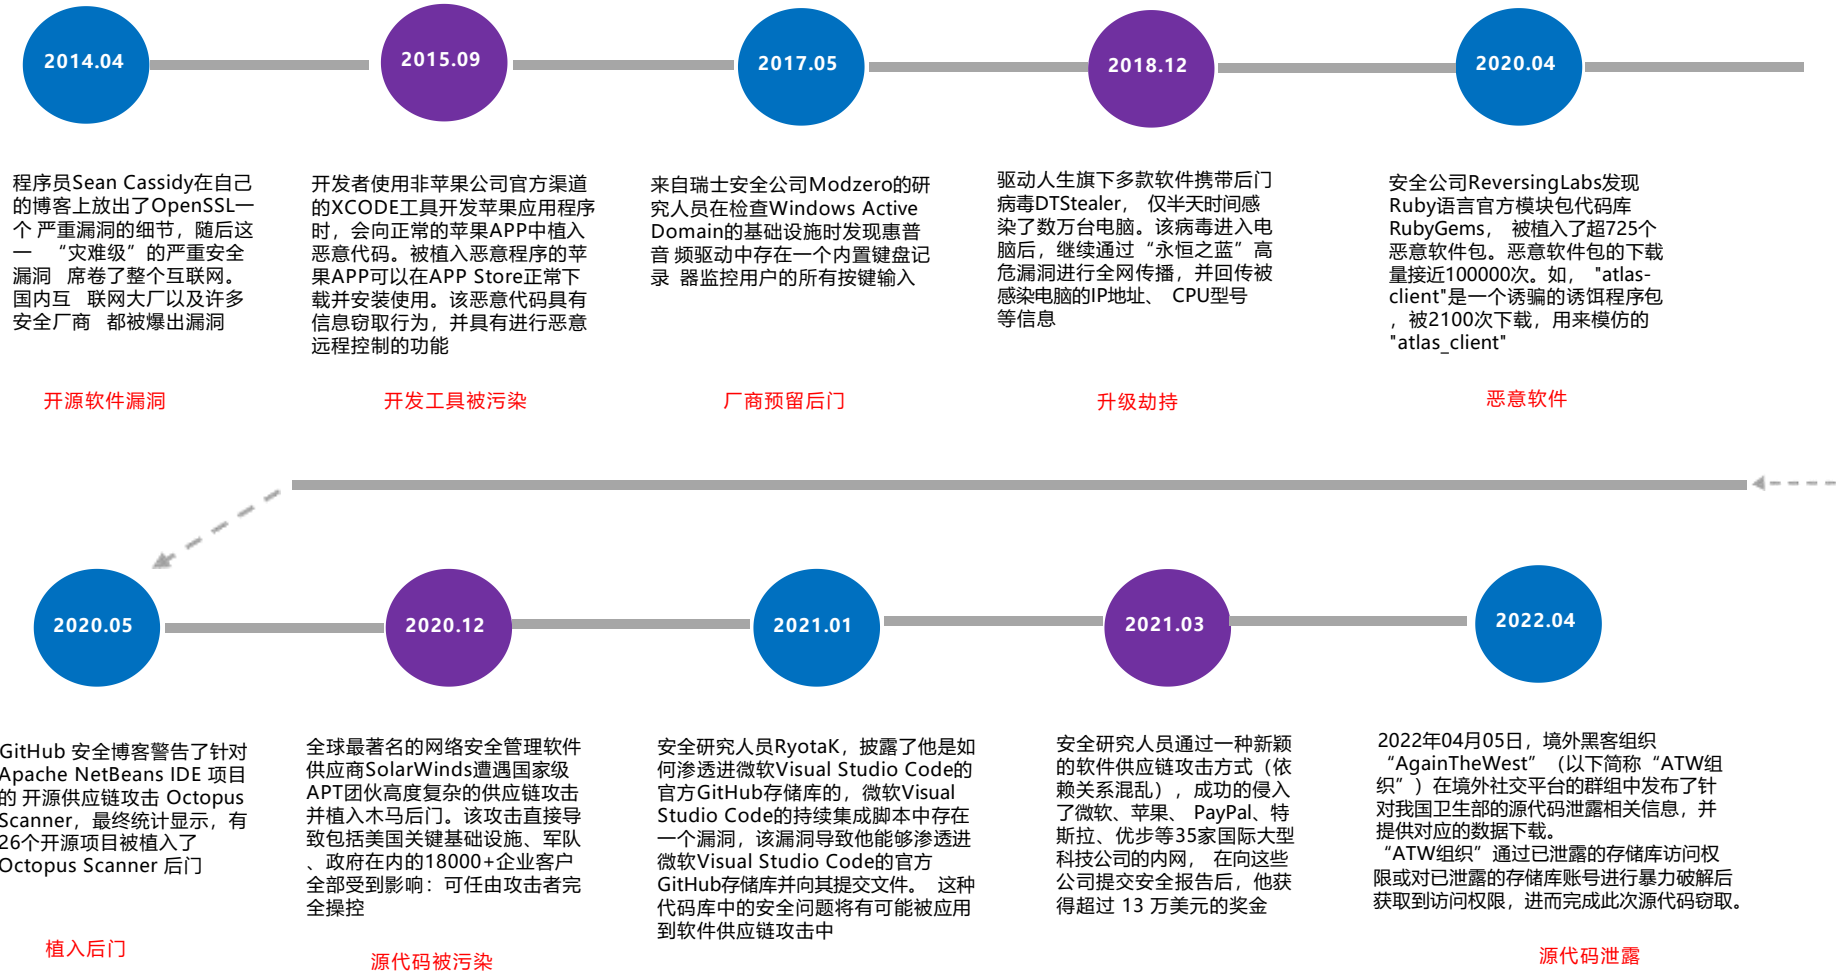 2014.04
2015.09
2017.05
2018.12
2020.04
程序员Sean Cassidy在自己
的博客上放出了OpenSSL一
个 严重漏洞的细节，随后这
一 “灾难级”的严重安全
漏洞 席卷了整个互联网。
国内互 联网大厂以及许多
安全厂商 都被爆出漏洞
开源软件漏洞
开发者使用非苹果公司官方渠道
的XCODE工具开发苹果应用程序
时，会向正常的苹果APP中植入
恶意代码。被植入恶意程序的苹
果APP可以在APP Store正常下
载并安装使用。该恶意代码具有
信息窃取行为，并具有进行恶意
远程控制的功能
开发工具被污染
来自瑞士安全公司Modzero的研
究人员在检查Windows Active
Domain的基础设施时发现惠普
音 频驱动中存在一个内置键盘记
录 器监控用户的所有按键输入
厂商预留后门
驱动人生旗下多款软件携带后门
病毒DTStealer， 仅半天时间感
染了数万台电脑。该病毒进入电
脑后，继续通过“永恒之蓝”高
危漏洞进行全网传播，并回传被
感染电脑的IP地址、 CPU型号
等信息
升级劫持
安全公司ReversingLabs发现
Ruby语言官方模块包代码库
RubyGems， 被植入了超725个
恶意软件包。恶意软件包的下载
量接近100000次。如， "atlas-
client"是一个诱骗的诱饵程序包
，被2100次下载，用来模仿的
"atlas_client"
恶意软件
2020.05
2020.12
2021.01
2021.03
2022.04
GitHub 安全博客警告了针对
Apache NetBeans IDE 项目
的 开源供应链攻击 Octopus
Scanner，最终统计显示，有
26个开源项目被植入了
Octopus Scanner 后门
植入后门
全球最著名的网络安全管理软件
供应商SolarWinds遭遇国家级
APT团伙高度复杂的供应链攻击
并植入木马后门。该攻击直接导
致包括美国关键基础设施、军队
、政府在内的18000+企业客户
全部受到影响：可任由攻击者完
全操控
源代码被污染
安全研究人员RyotaK，披露了他是如
何渗透进微软Visual Studio Code的
官方GitHub存储库的，微软Visual
Studio Code的持续集成脚本中存在
一个漏洞，该漏洞导致他能够渗透进
微软Visual Studio Code的官方
GitHub存储库并向其提交文件。 这种
代码库中的安全问题将有可能被应用
到软件供应链攻击中
安全研究人员通过一种新颖
的软件供应链攻击方式（依
赖关系混乱），成功的侵入
了微软、苹果、 PayPal、特
斯拉、优步等35家国际大型
科技公司的内网， 在向这些
公司提交安全报告后，他获
得超过 13 万美元的奖金
2022年04月05日，境外黑客组织
“AgainTheWest”（以下简称“ATW组
织”）在境外社交平台的群组中发布了针
对我国卫生部的源代码泄露相关信息，并
提供对应的数据下载。
“ATW组织”通过已泄露的存储库访问权
限或对已泄露的存储库账号进行暴力破解后
获取到访问权限，进而完成此次源代码窃取。
源代码泄露